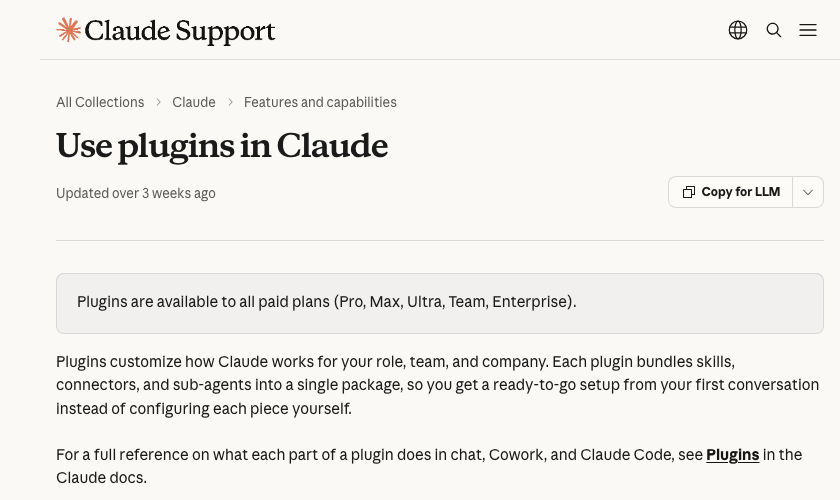 Claude Support
All Collections > Claude > Features and capabilities
Use plugins in Claude
Updated over 3 weeks ago
Copy for LLM
Plugins are available to all paid plans (Pro, Max, Ultra, Team, Enterprise).
Plugins customize how Claude works for your role, team, and company. Each plugin bundles skills,
connectors, and sub-agents into a single package, so you get a ready-to-go setup from your first conversation
instead of configuring each piece yourself.
For a full reference on what each part of a plugin does in chat, Cowork, and Claude Code, see Plugins in the
Claude docs.